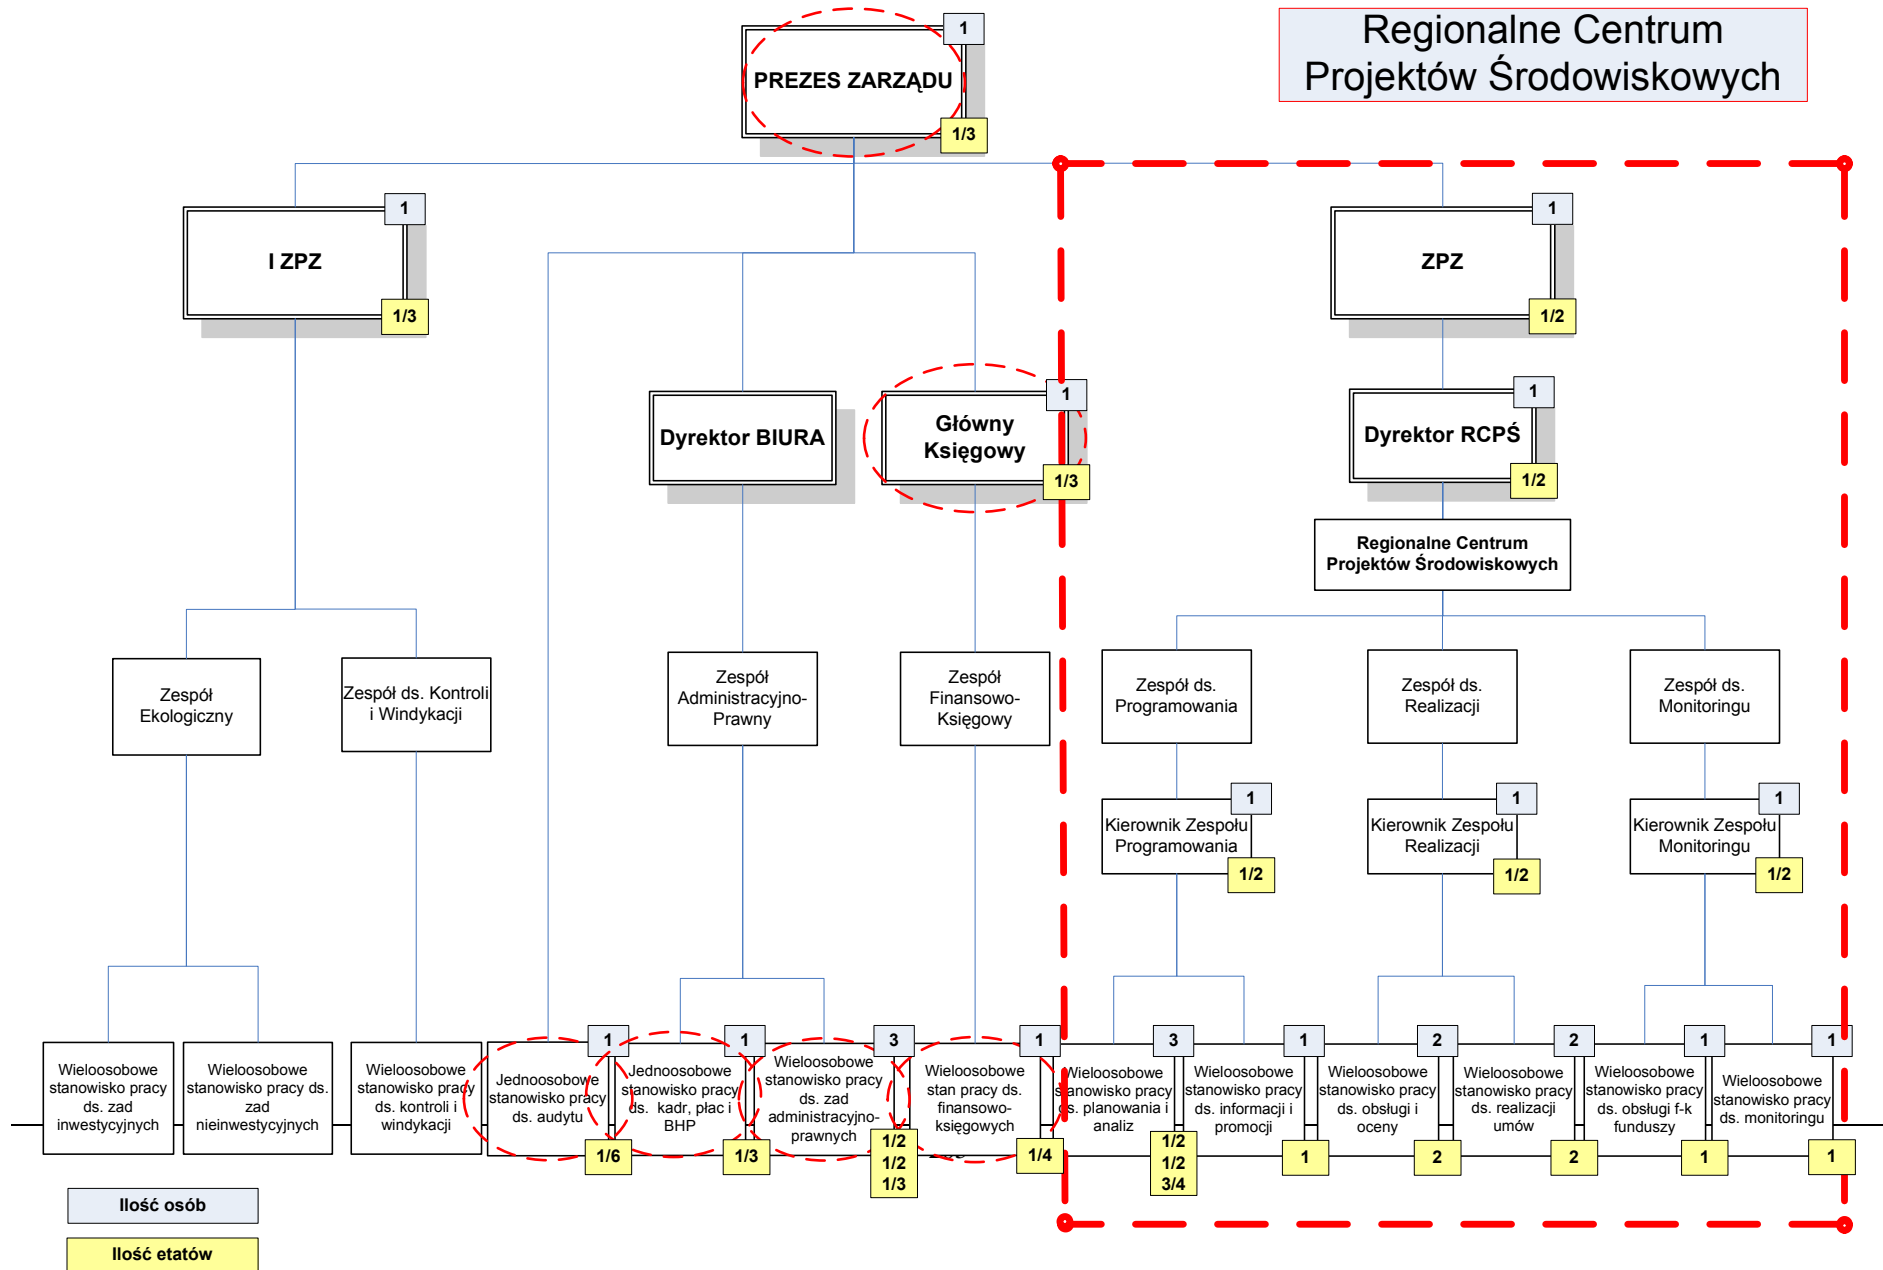 Regionalne Centrum
Projektów Środowiskowych
1
PREZES ZARZĄDU
1/3
1
I ZPZ
1/3
1
ZPZ
1/2
Dyrektor BIURA
1
Główny
Księgowy
1/3
1
Dyrektor RCPŚ
1/2
Regionalne Centrum
Projektów Środowiskowych
Zespół
Ekologiczny
Zespół ds. Kontroli
i Windykacji
Zespół
Administracyjno-
Prawny
Zespół
Finansowo-
Księgowy
Zespół ds.
Programowania
Zespół ds.
Realizacji
Zespół ds.
Monitoringu
1
Kierownik Zespołu
Programowania
1/2
1
Kierownik Zespołu
Realizacji
1/2
1
Kierownik Zespołu
Monitoringu
1/2
Wieloosobowe
stanowisko pracy
ds. zad
inwestycyjnych
Wieloosobowe
stanowisko pracy ds.
zad
nieinwestycyjnych
Wieloosobowe
stanowisko pracy
ds. kontroli i
windykacji
1
Jednoosobowe
stanowisko pracy
ds. audytu
1/6
1
Jednoosobowe
stanowisko pracy
ds. kadr, płac i
BHP
1/3
3
Wieloosobowe
stanowisko pracy
ds. zad
administracyjno-
prawnych
1/2
1/2
1/3
1
Wieloosobowe
stan pracy ds.
finansowo-
księgowych
1/4
3
Wieloosobowe
stanowisko pracy
ds. planowania i
analiz
1/2
1/2
3/4
1
Wieloosobowe
stanowisko pracy
ds. informacji i
promocji
1
2
Wieloosobowe
stanowisko pracy
ds. obsługi i
oceny
2
2
Wieloosobowe
stanowisko pracy
ds. realizacji
umów
2
1
Wieloosobowe
stanowisko pracy
ds. obsługi f-k
funduszy
1
1
Wieloosobowe
stanowisko pracy
ds. monitoringu
1
Ilość osób
Ilość etatów